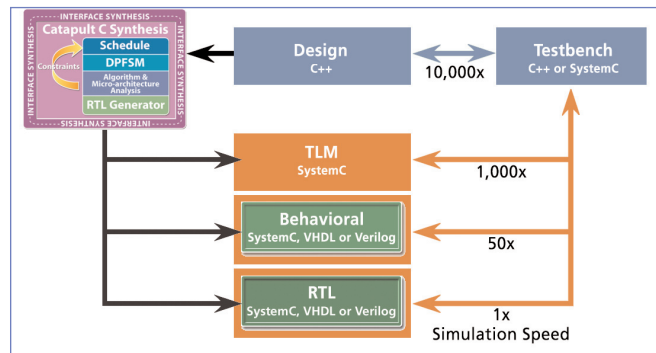 INTERFACE SYNTHESIS
INTERFACE SYNTHESIS
INTERFACE SYNTHESIS
INTERFACE SYNTHESIS
Catapult C Synthesis
Schedule
Constraints
DPFSM
Algorithm &
Micro-architecture
Analysis
RTL Generator
Design
C++
10,000x
Testbench
C++ or SystemC
TLM
SystemC
1,000x
Behavioral
SystemC, VHDL or Verilog
50x
RTL
SystemC, VHDL or Verilog
1x
Simulation Speed